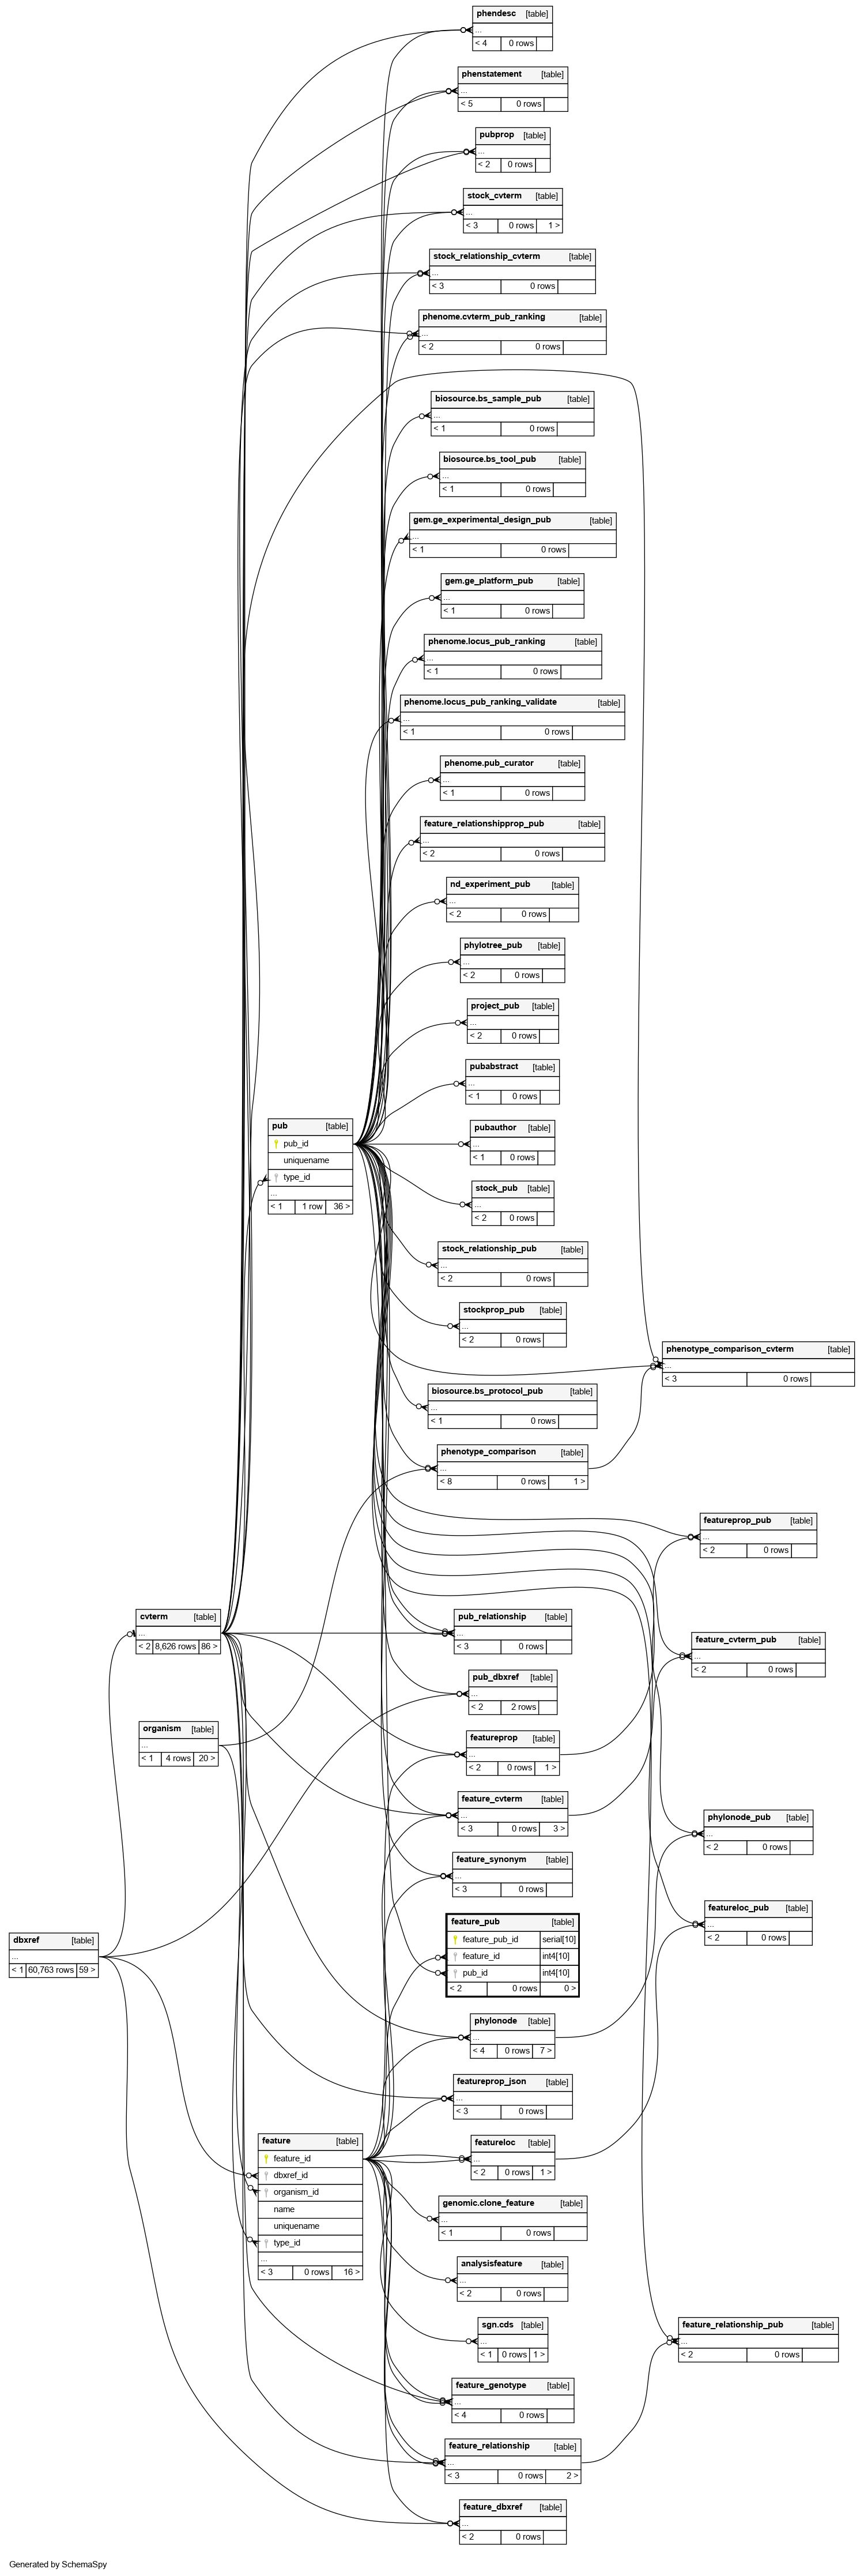 phendesc [table]
...
< 4 0 rows
phenstatement [table]
...
< 5 0 rows
pubprop [table]
...
< 2 0 rows
stock_cvterm [table]
...
< 3 0 rows 1 >
stock_relationship_cvterm [table]
...
< 3 0 rows
phenome.cvterm_pub_ranking [table]
...
< 2 0 rows
biosource.bs_sample_pub [table]
...
< 1 0 rows
biosource.bs_tool_pub [table]
...
< 1 0 rows
gem.ge_experimental_design_pub [table]
...
< 1 0 rows
gem.ge_platform_pub [table]
...
< 1 0 rows
phenome.locus_pub_ranking [table]
...
< 1 0 rows
phenome.locus_pub_ranking_validate [table]
...
< 1 0 rows
phenome.pub_curator [table]
...
< 1 0 rows
feature_relationshipprop_pub [table]
...
< 2 0 rows
nd_experiment_pub [table]
...
< 2 0 rows
phylotree_pub [table]
...
< 2 0 rows
project_pub [table]
...
< 2 0 rows
pubabstract [table]
...
< 1 0 rows
pub [table]
pub_id
uniquename
type_id
...
< 1 1 row 36 >
pubauthor [table]
...
< 1 0 rows
stock_pub [table]
...
< 2 0 rows
stock_relationship_pub [table]
...
< 2 0 rows
stockprop_pub [table]
...
< 2 0 rows
phenotype_comparison_cvterm [table]
...
< 3 0 rows
biosource.bs_protocol_pub [table]
...
< 1 0 rows
phenotype_comparison [table]
...
< 8 0 rows 1 >
featureprop_pub [table]
...
< 2 0 rows
cvterm [table]
...
< 2 8,626 rows 86 >
pub_relationship [table]
...
< 3 0 rows
feature_cvterm_pub [table]
...
< 2 0 rows
pub_dbxref [table]
...
< 2 2 rows
organism [table]
...
< 1 4 rows 20 >
featureprop [table]
...
< 2 0 rows 1 >
feature_cvterm [table]
...
< 3 0 rows 3 >
phylonode_pub [table]
...
< 2 0 rows
feature_synonym [table]
...
< 3 0 rows
featureloc_pub [table]
...
< 2 0 rows
feature_pub [table]
feature_pub_id serial[10]
feature_id int4[10]
pub_id int4[10]
< 2 0 rows 0 >
dbxref [table]
...
< 1 60,763 rows 59 >
phylonode [table]
...
< 4 0 rows 7 >
featureprop_json [table]
...
< 3 0 rows
feature [table]
feature_id
dbxref_id
organism_id
name
uniquename
type_id
...
< 3 0 rows 16 >
featureloc [table]
...
< 2 0 rows 1 >
genomic.clone_feature [table]
...
< 1 0 rows
analysisfeature [table]
...
< 2 0 rows
sgn.cds [table]
...
< 1 0 rows 1 >
feature_relationship_pub [table]
...
< 2 0 rows
feature_genotype [table]
...
< 4 0 rows
feature_relationship [table]
...
< 3 0 rows 2 >
feature_dbxref [table]
...
< 2 0 rows
Generated by SchemaSpy